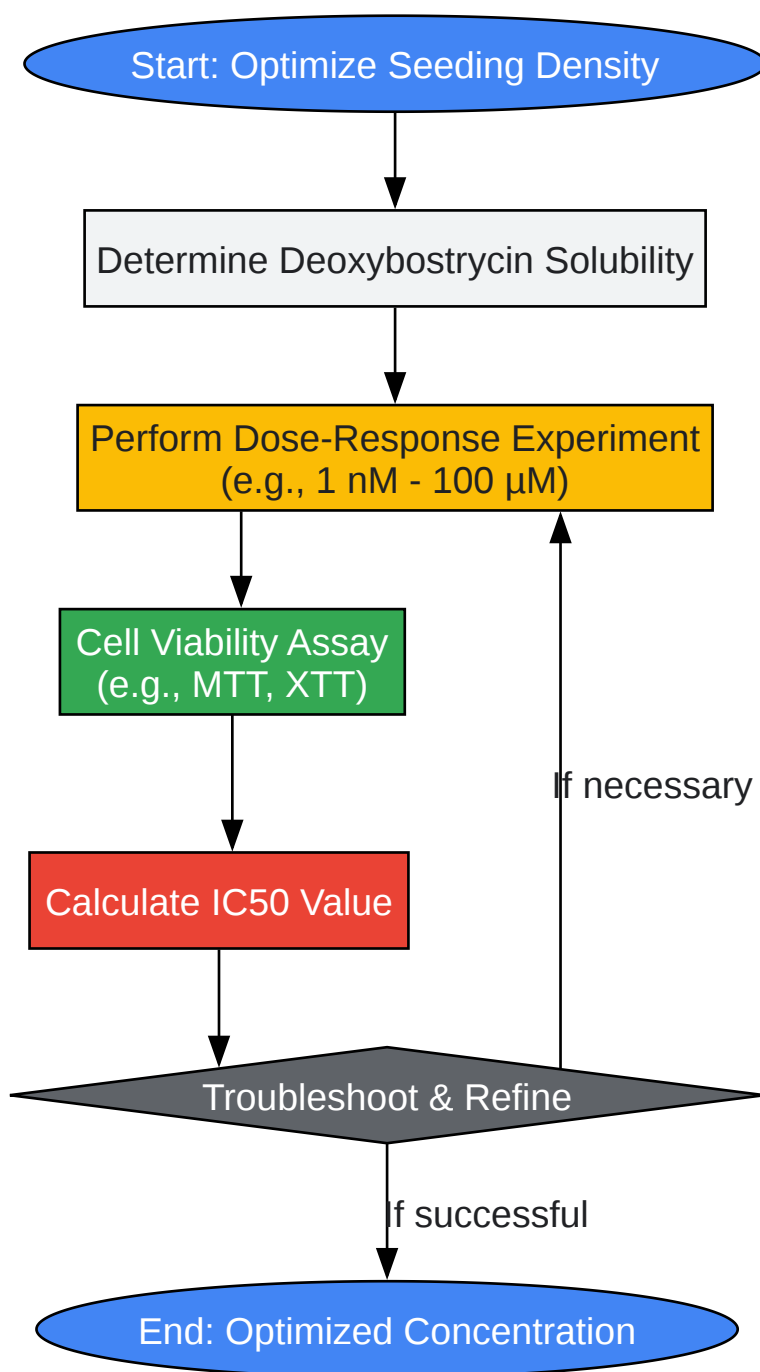 Start: Optimize Seeding Density
Determine Deoxybostrycin Solubility
Perform Dose-Response Experiment
(e.g., 1 nM - 100 µM)
Cell Viability Assay
(e.g., MTT, XTT)
If necessary
Calculate IC50 Value
Troubleshoot & Refine
If successful
End: Optimized Concentration